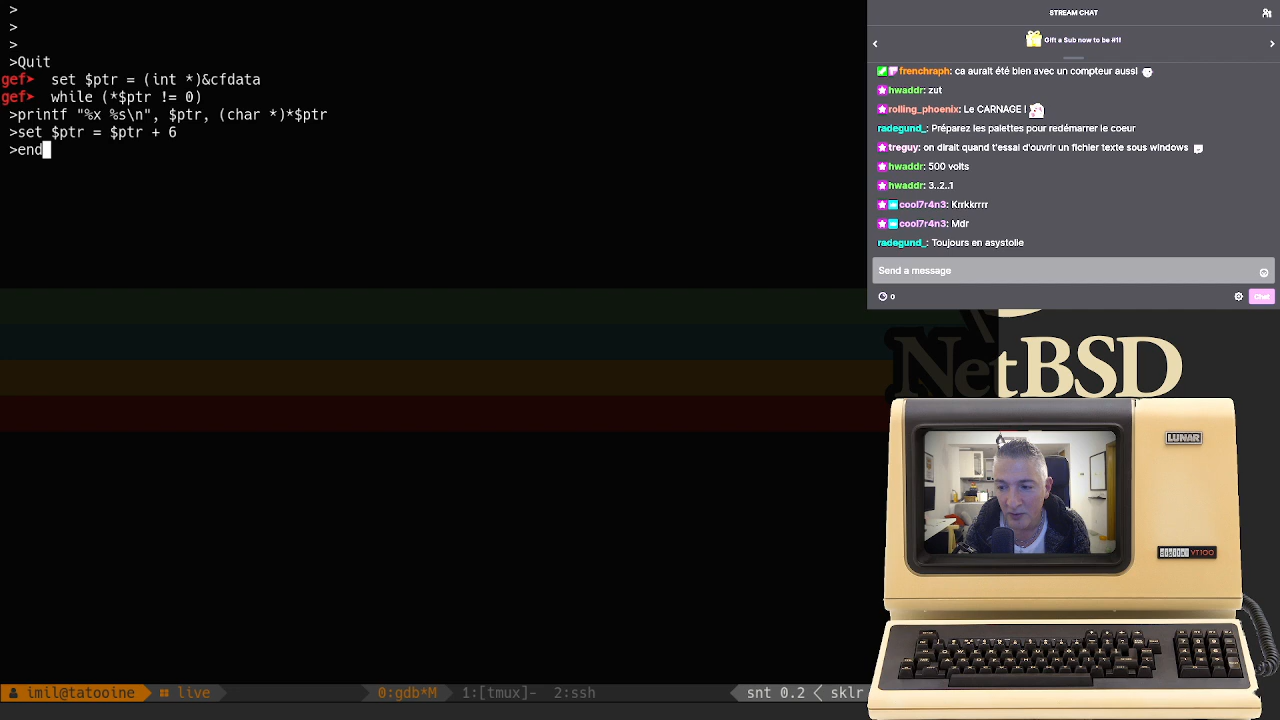 >
>
>
>Quit
gef➤  set $ptr = (int *)&cfdata
gef➤  while (*$ptr != 0)
>printf "%x %s\n", $ptr, (char *)*$ptr
>set $ptr = $ptr + 6
>end
STREAM CHAT
Gift a Sub now to be #1!
frenchraph: ca aurait été bien avec un compteur aussi
hwaddr: zut
rolling_phoenix: Le CARNAGE !
radegund_: Préparez les palettes pour redémarrer le coeur
treguy: on dirait quand t'essai d'ouvrir un fichier texte sous windows
hwaddr: 500 volts
hwaddr: 3..2..1
cool7r4n3: Krrkkrrrr
cool7r4n3: Mdr
radegund_: Toujours en asystolie
Send a message
0
Chat
NetBSD
LUNAR
digital VT100
imil@tatooine
live
0:gdb*M
1:[tmux]-
2:ssh
snt 0.2
sklr